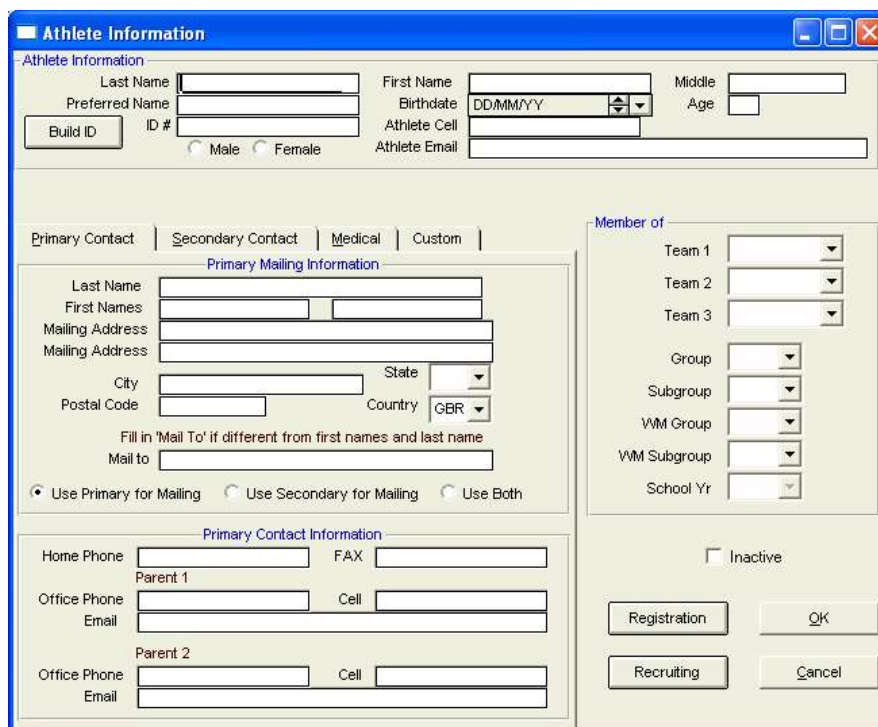 Athlete Information
Athlete Information
Last Name First Name Middle
Preferred Name Birthdate DD/MM/YY Age
Build ID ID # Athlete Cell
Male Female Athlete Email
Primary Contact Secondary Contact Medical Custom
Primary Mailing Information
Last Name
First Names
Mailing Address
Mailing Address
City State
Postal Code Country GBR
Fill in 'Mail To' if different from first names and last name
Mail to
Use Primary for Mailing Use Secondary for Mailing Use Both
Primary Contact Information
Home Phone FAX
Parent 1
Office Phone Cell
Email
Parent 2
Office Phone Cell
Email
Member of
Team 1
Team 2
Team 3
Group
Subgroup
WM Group
WM Subgroup
School Yr
Inactive
Registration OK
Recruiting Cancel